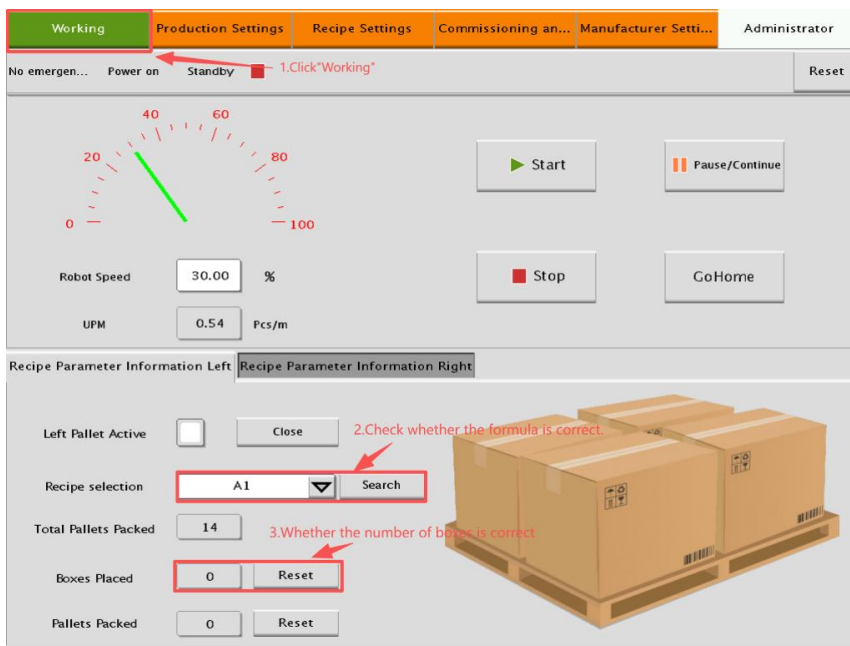 Working Production Settings Recipe Settings Commissioning an... Manufacturer Setti... Administrator
No emergen... Power on Standby 1.Click"Working" Reset
40 60
20 80
0 100
Start Pause/Continue
Robot Speed 30.00 % Stop GoHome
UPM 0.54 Pcs/m
Recipe Parameter Information Left Recipe Parameter Information Right
Left Pallet Active Close 2.Check whether the formula is correct.
Recipe selection A1 Search
Total Pallets Packed 14 3.Whether the number of boxes is correct
Boxes Placed 0 Reset
Pallets Packed 0 Reset